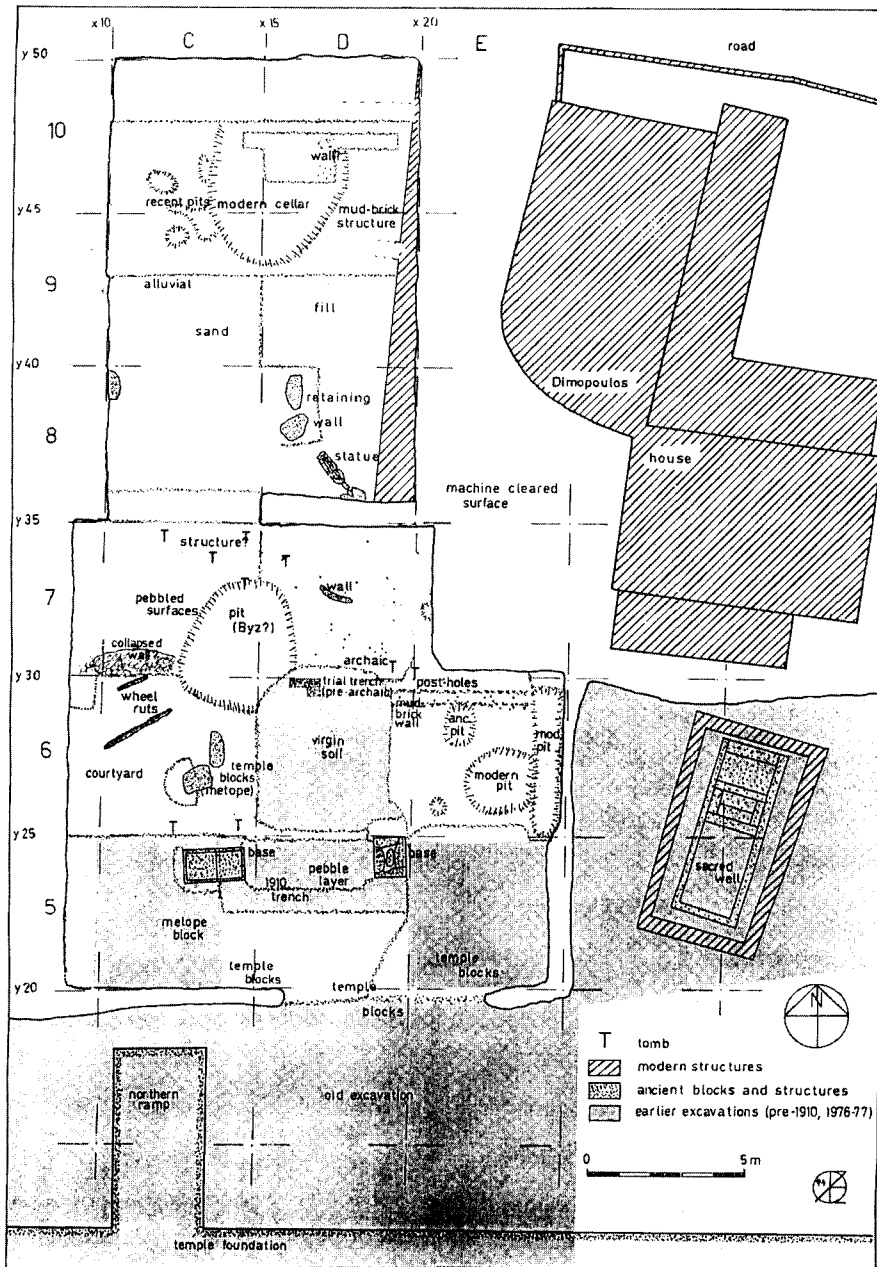 x 10
x 15
x 20
C
D
E
road
y 50
10
wall?
recent pits
modern cellar
y 45
mud-brick
structure
9
alluvial
fill
sand
y 40
Dimopoulos
retaining
8
wall
house
statue
machine cleared
surface
y 35
T
structure?
T
T
T
T
wall
7
pebbled
surfaces
pit
(Byz?)
collapsed
wall?
archaic
T
T
y 30
trial trench
(pre-archaic)
post-holes
wheel
ruts
mud-
brick
wall
anc
pit
mod
pit
6
virgin
soil
temple
blocks
(metope)
courtyard
modern
pit
T
T
y 25
base
base
pebble
layer
sacred
well
1910
trench
5
metope
block
temple blocks
temple
blocks
y 20
temple
blocks
N
T tomb
modern structures
ancient blocks and structures
earlier excavations (pre-1910, 1976-77)
northern
ramp
old excavation
0
5 m
temple foundation